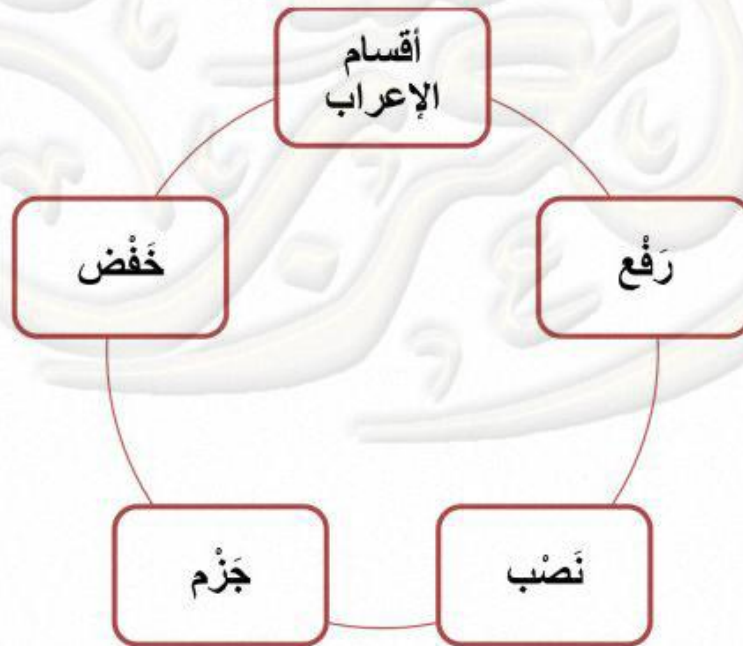 أقسام
الإعراب
رَفْع
نَصْب
جَزْم
خَفْض